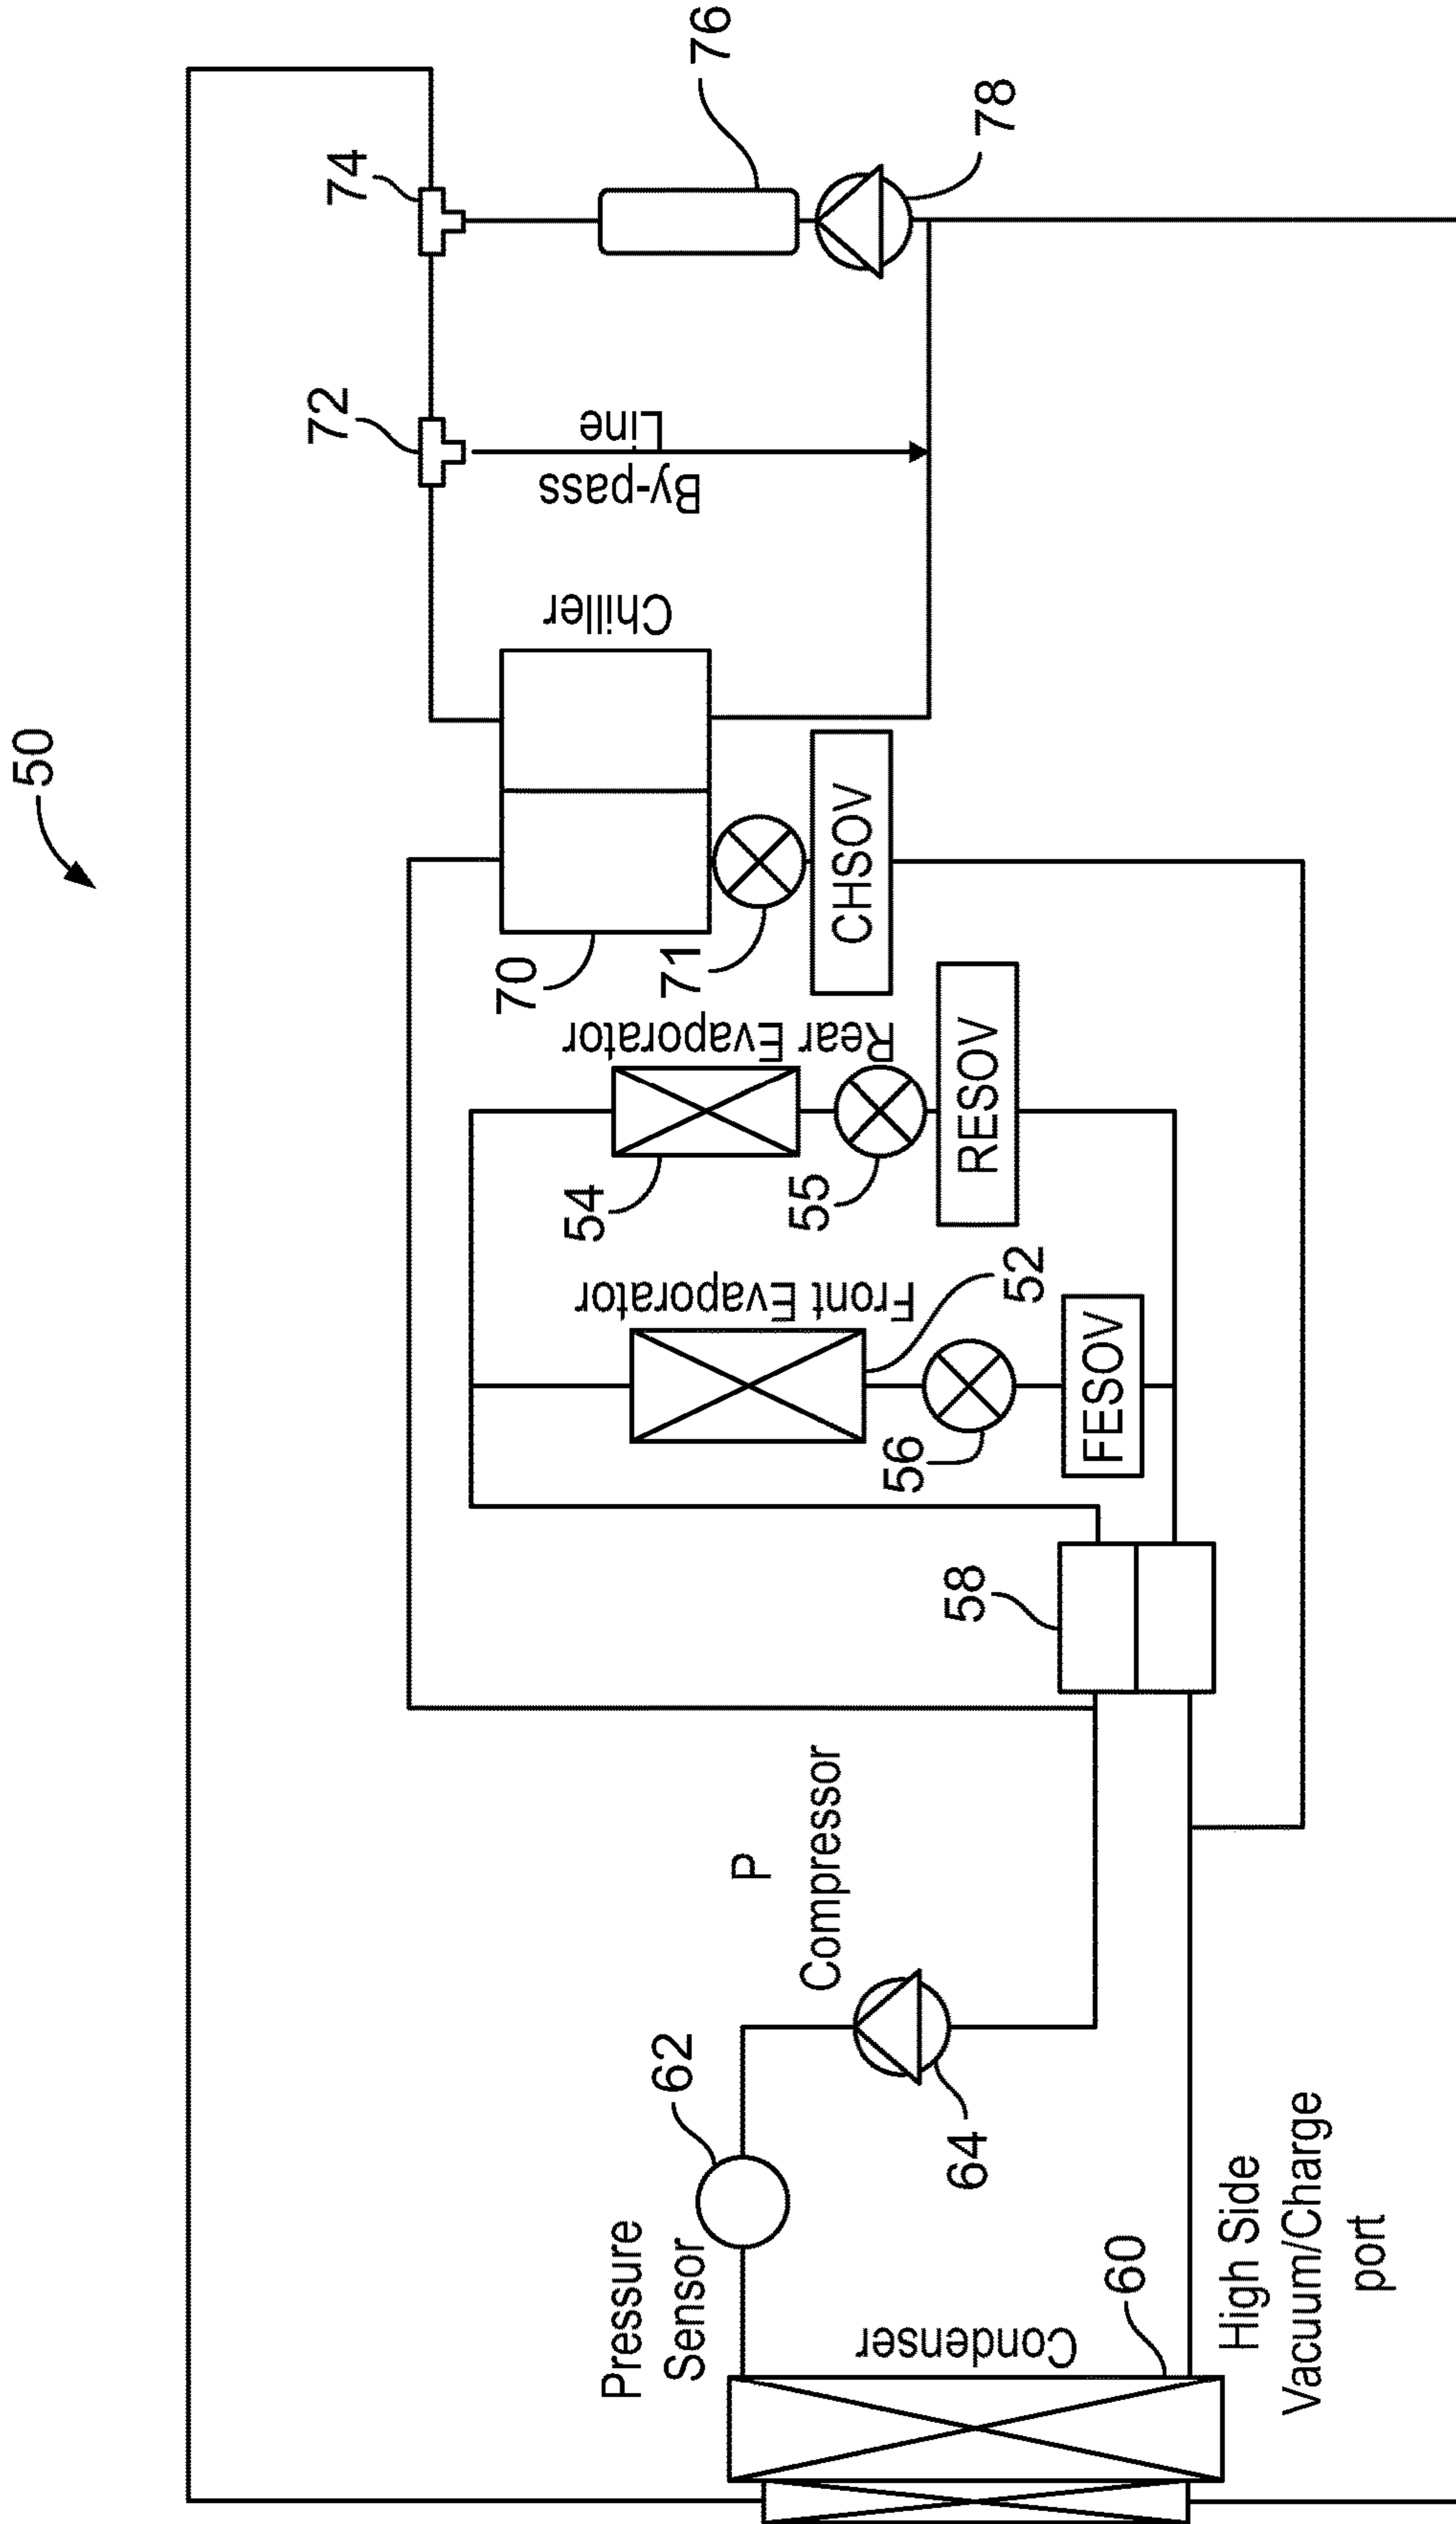 50
76
74
72
78
By-pass
Line
Chiller
70
71
CHSOV
Rear Evaporator
54
55
RESOV
Front Evaporator
52
56
FESOV
58
P
Compressor
64
62
Pressure
Sensor
Condenser
60
High Side
Vacuum/Charge
port